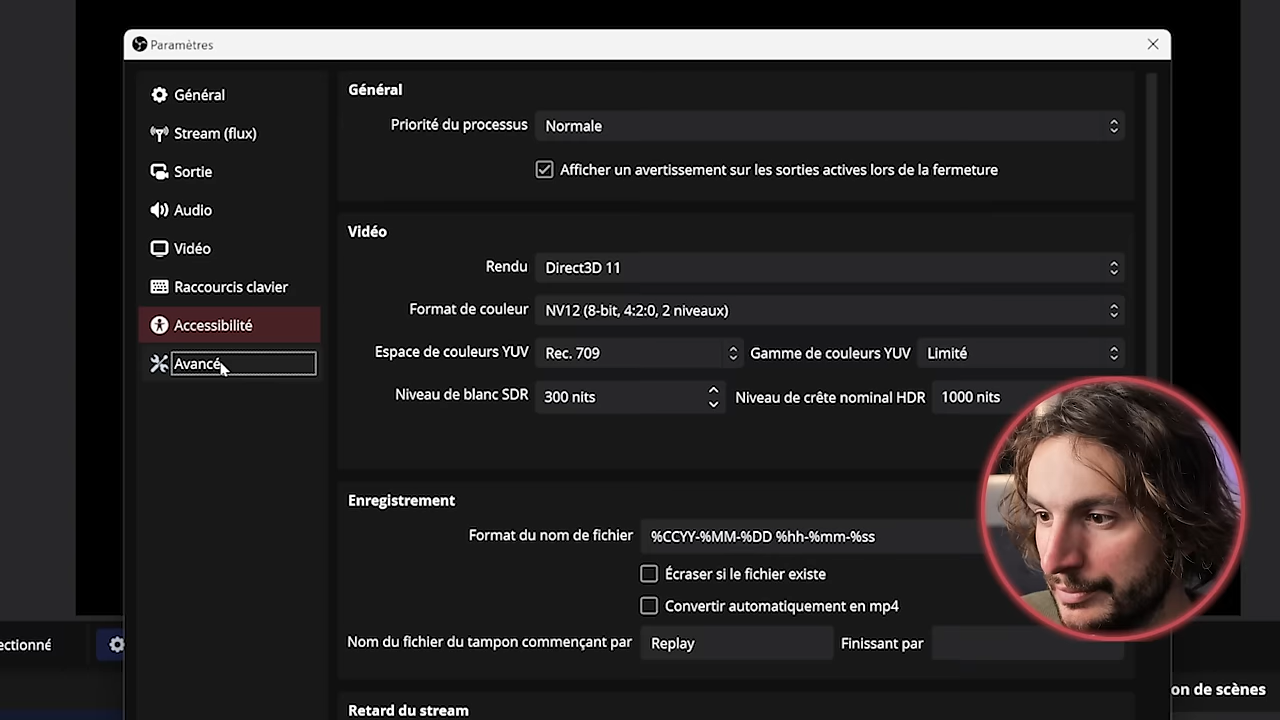 Paramètres
Général
Stream (flux)
Sortie
Audio
Vidéo
Raccourcis clavier
Accessibilité
Avancé
Général
Priorité du processus Normale
Afficher un avertissement sur les sorties actives lors de la fermeture
Vidéo
Rendu Direct3D 11
Format de couleur NV12 (8-bit, 4:2:0, 2 niveaux)
Espace de couleurs YUV Rec. 709 Gamme de couleurs YUV Limité
Niveau de blanc SDR 300 nits Niveau de crête nominal HDR 1000 nits
Enregistrement
Format du nom de fichier %CCYY-%MM-%DD %hh-%mm-%ss
Écraser si le fichier existe
Convertir automatiquement en mp4
Nom du fichier du tampon commençant par Replay Finissant par
Retard du stream
ectionné
on de scènes